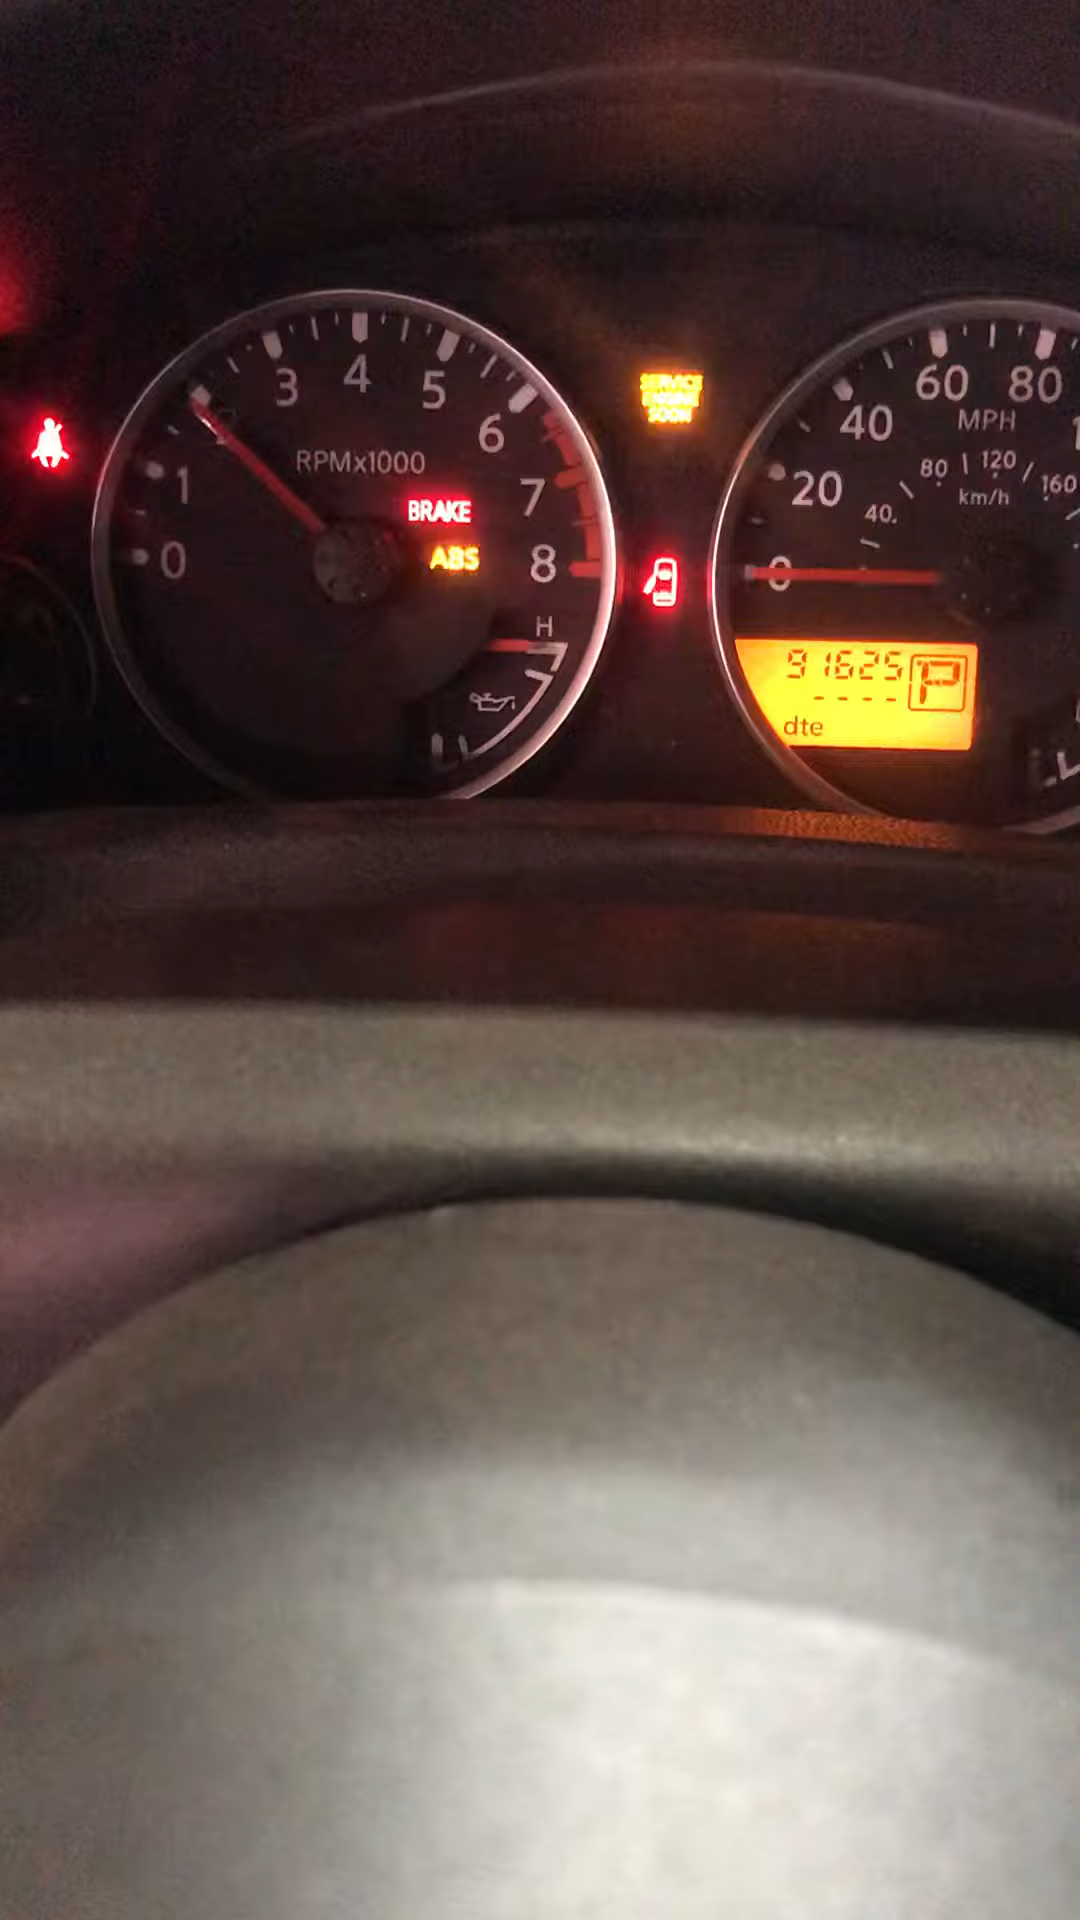 3 4 5 6 7 8
1
0
RPMx1000
BRAKE
ABS
H
SERVICE
ENGINE
SOON
20 40 60 80
MPH
40 80 120 160
km/h
0
91625 P
----
dte